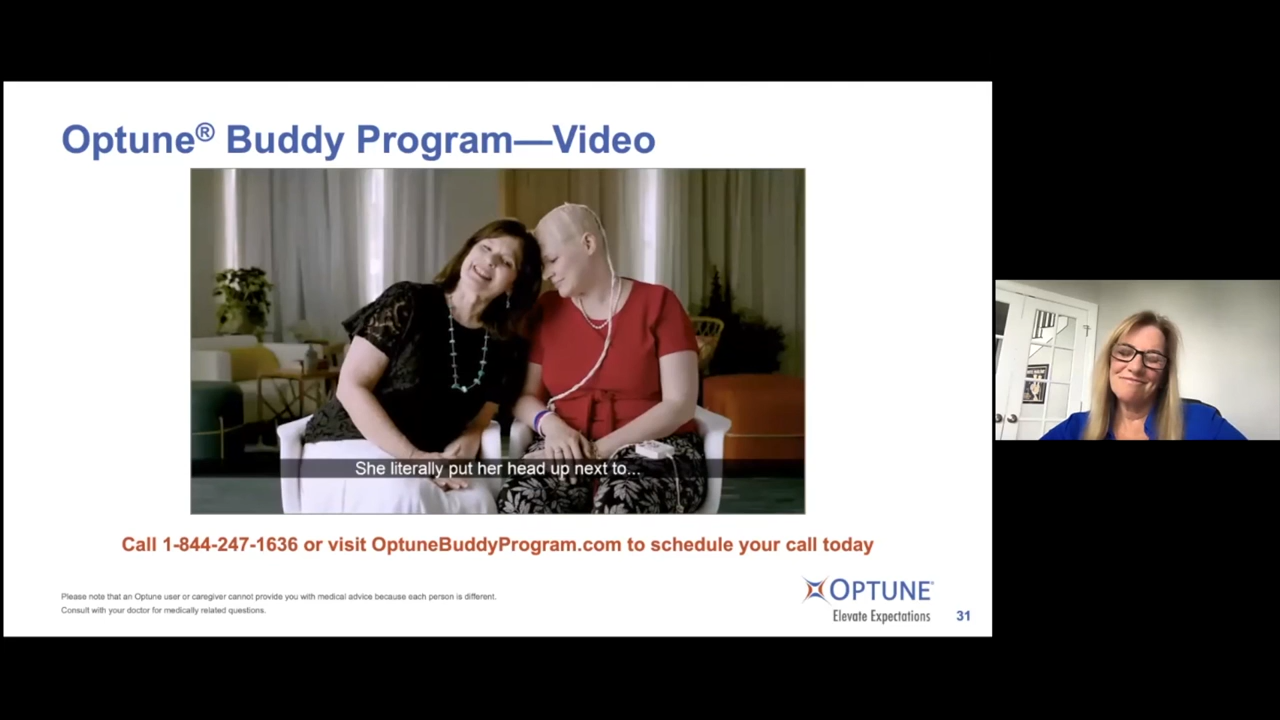 Optune® Buddy Program—Video
She literally put her head up next to...
Call 1-844-247-1636 or visit OptuneBuddyProgram.com to schedule your call today
Please note that an Optune user or caregiver cannot provide you with medical advice because each person is different.
Consult with your doctor for medically related questions.
OPTUNE®
Elevate Expectations
31